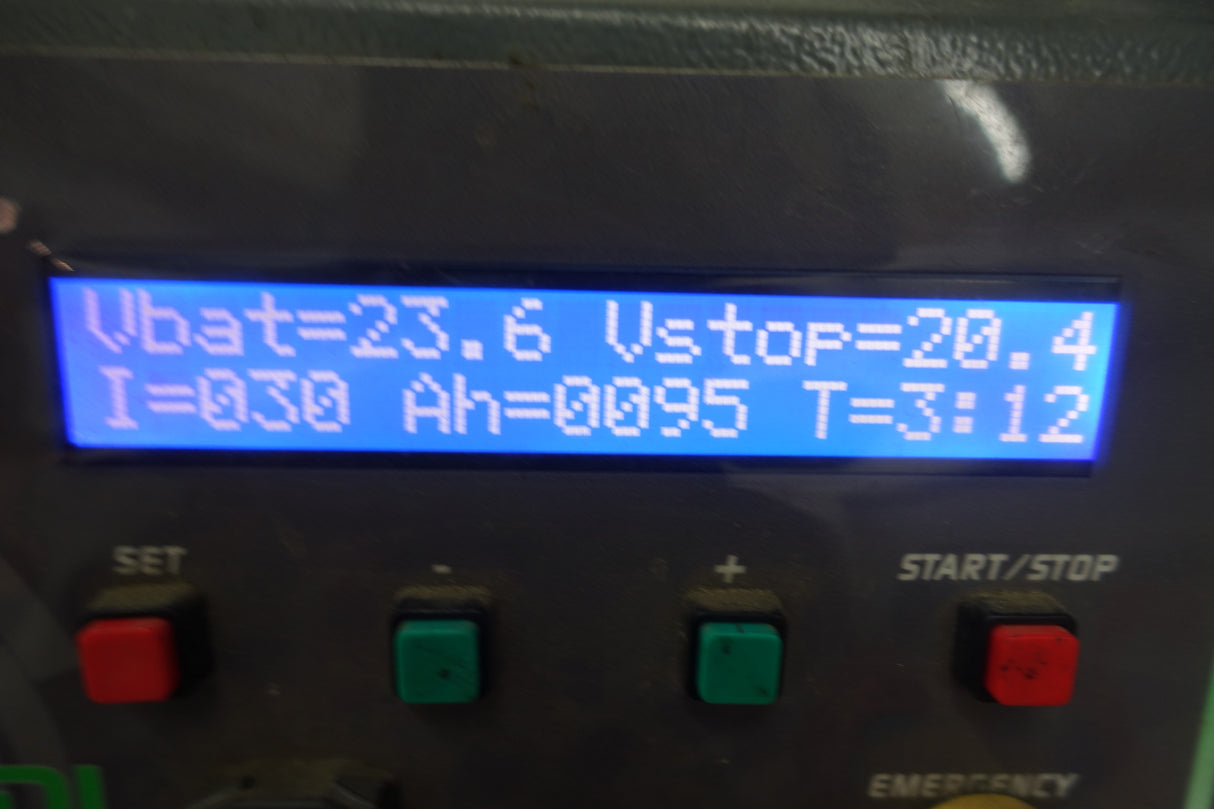 Vbat=23.6 Vstop=20.4
I=030 Ah=0095 T=3:12
SET - + START/STOP
EMERGENCY